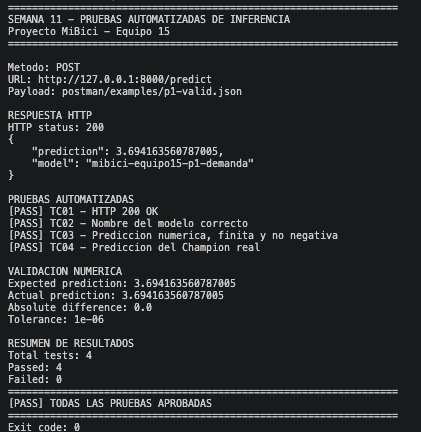 ==========================================================
SEMANA 11 – PRUEBAS AUTOMATIZADAS DE INFERENCIA
Proyecto MiBici – Equipo 15
==========================================================
Metodo: POST
URL: http://127.0.0.1:8000/predict
Payload: postman/examples/p1-valid.json
RESPUESTA HTTP
HTTP status: 200
{
    "prediction": 3.694163560787005,
    "model": "mibici-equipo15-p1-demanda"
}
PRUEBAS AUTOMATIZADAS
[PASS] TC01 – HTTP 200 OK
[PASS] TC02 – Nombre del modelo correcto
[PASS] TC03 – Prediccion numerica, finita y no negativa
[PASS] TC04 – Prediccion del Champion real
VALIDACION NUMERICA
Expected prediction: 3.694163560787005
Actual prediction: 3.694163560787005
Absolute difference: 0.0
Tolerance: 1e-06
RESUMEN DE RESULTADOS
Total tests: 4
Passed: 4
Failed: 0
==========================================================
[PASS] TODAS LAS PRUEBAS APROBADAS
==========================================================
Exit code: 0